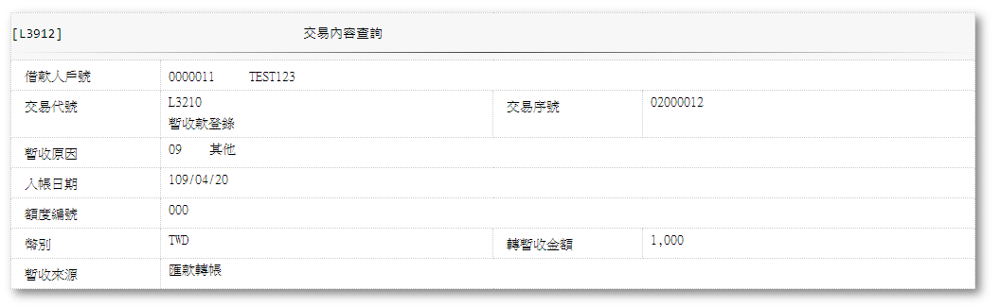 [L3912] 交易內容查詢
借款人戶號 0000011 TEST123
交易代號 L3210 交易序號 02000012
暫收款登錄
暫收原因 09 其他
入帳日期 109/04/20
額度編號 000
幣別 TWD 轉暫收金額 1,000
暫收來源 匯款轉帳